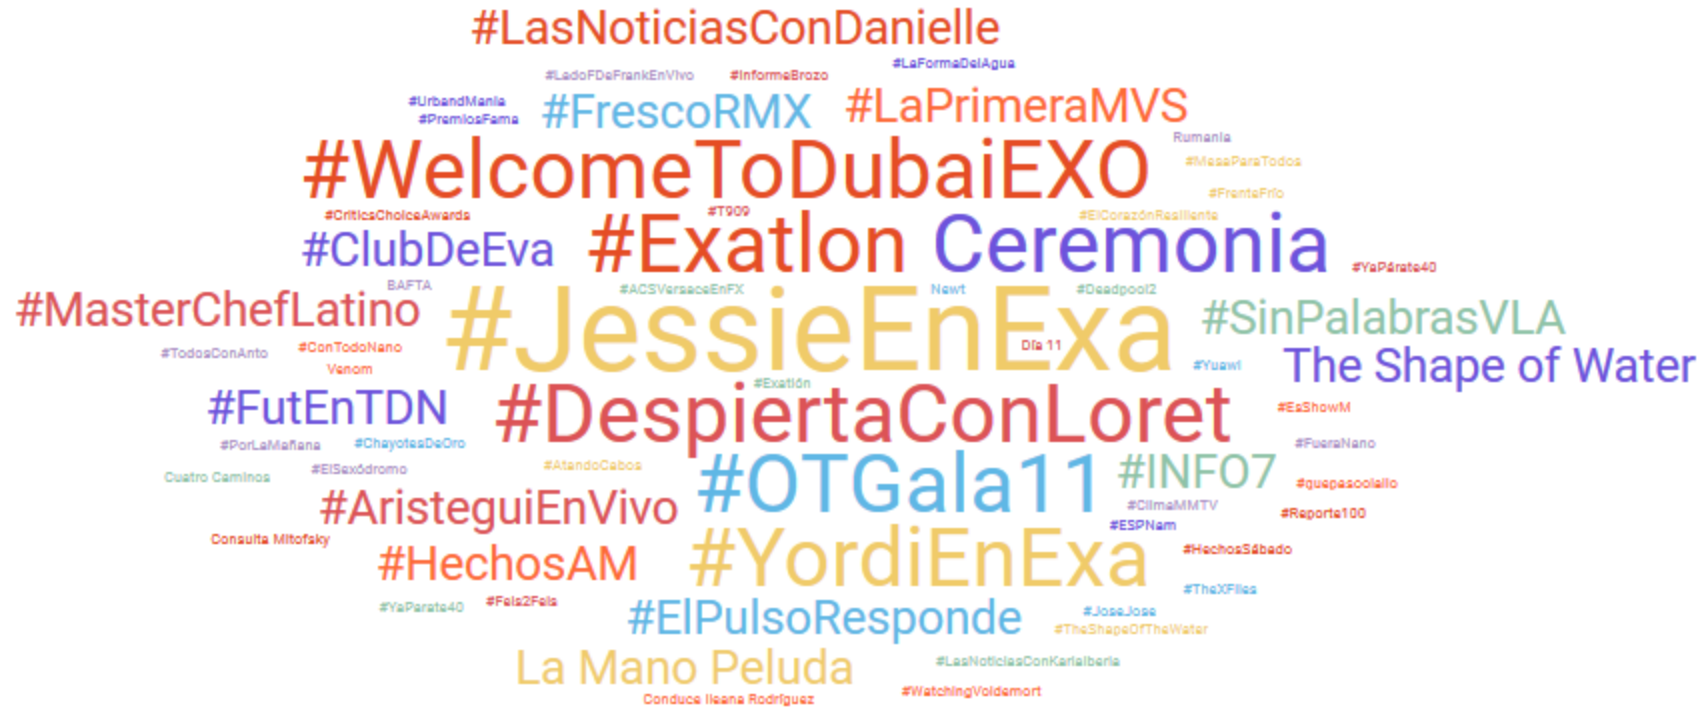 #LasNoticiasConDanielle
#LaFormaDelAgua
#LadoFDeFrankEnVivo #InformeBrozo
#UrbandMania #FrescoRMX #LaPrimeraMVS
#PremiosFama
Rumania
#WelcomeToDubaiEXO #MesaParaTodos
#FrenteFrío
#CriticsChoiceAwards #T909 #ElCorazónResiliente
#ClubDeEva #Exatlon Ceremonia
#YaPárate40
BAFTA #ACSVersaceEnFX Newt #Deadpool2
#MasterChefLatino #JessieEnExa #SinPalabrasVLA
#TodosConAnto #ConTodoNano Día 11
Venom #Yuawi The Shape of Water
#Exatlón
#FutEnTDN #DespiertaConLoret #EsShowM
#PorLaMañana #ChayotesDeOro #FueraNano
Cuatro Caminos #ElSexódromo #AtandoCabos #OTGala11 #INFO7
#quepasoolallo
#AristeguiEnVivo #ClimaMMTV #Reporte100
#ESPNam
Consulta Mitofsky #HechosSábado
#HechosAM #YordiEnExa
#TheXFiles
#YaParate40 #Fels2Fels #JoseJose
#ElPulsoResponde #TheShapeOfTheWater
La Mano Peluda #LasNoticiasConKarlaIberia
Conduce Ileana Rodríguez #WatchingVoldemort